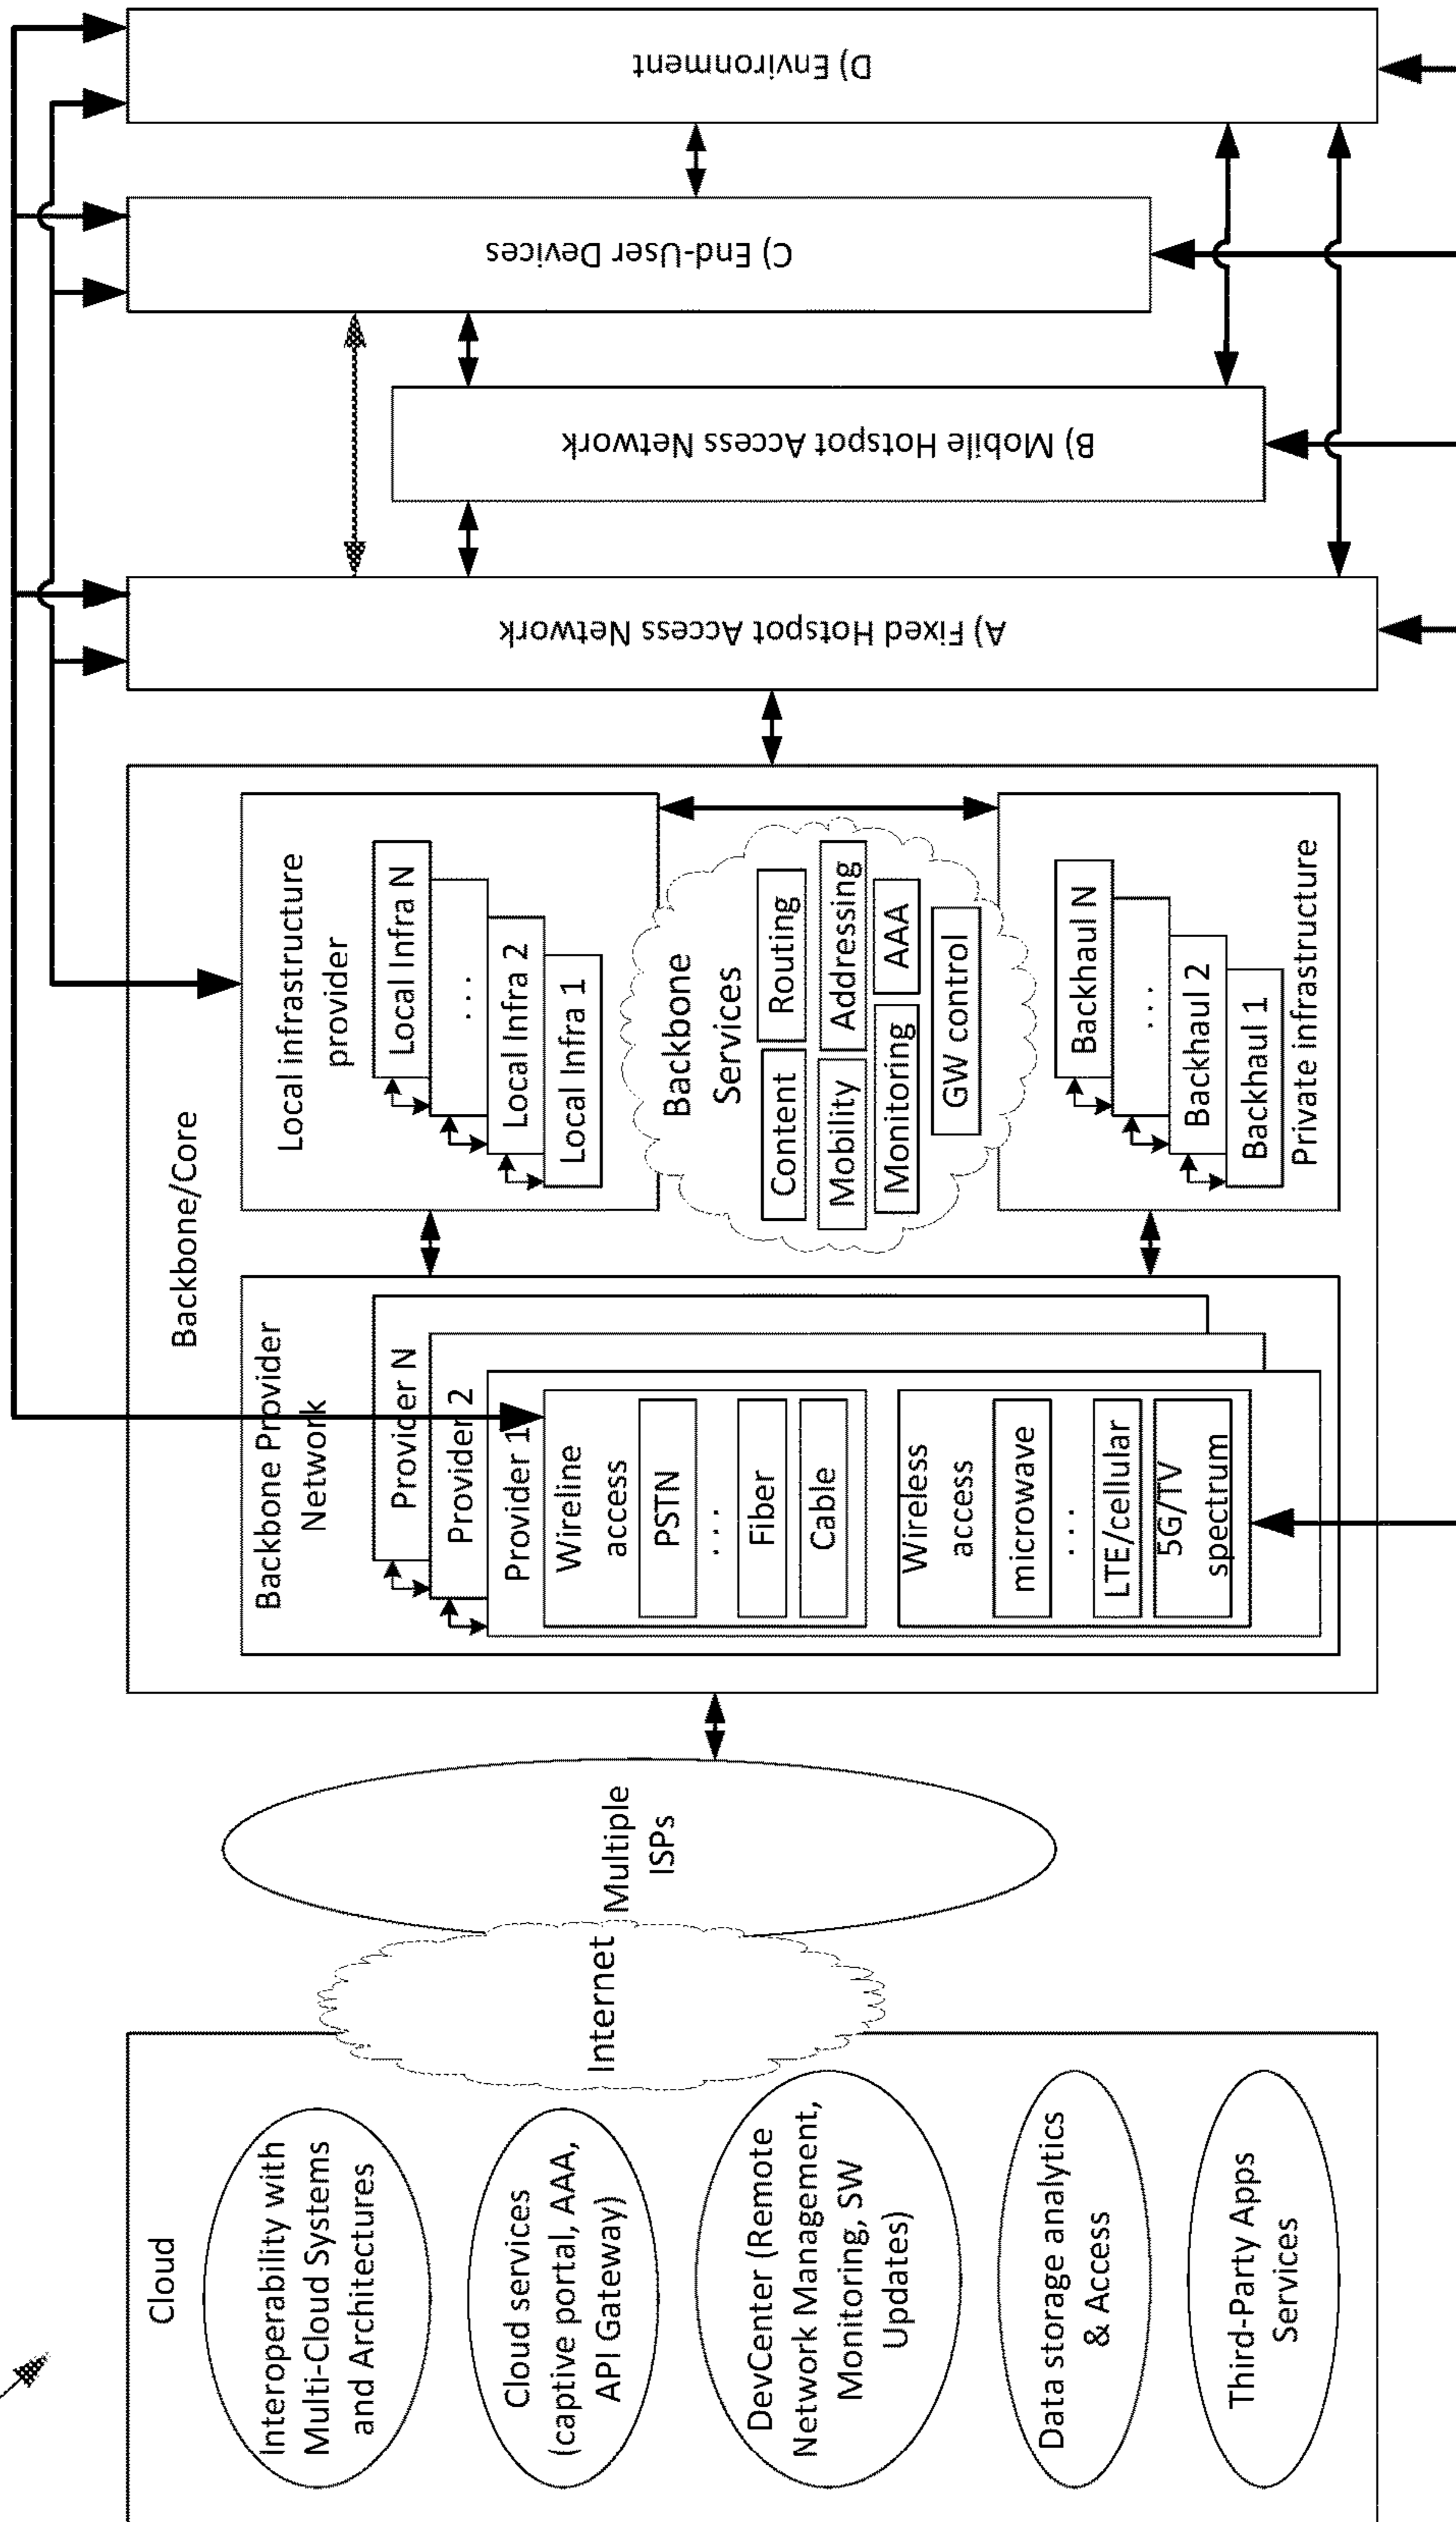 Cloud
Interoperability with
Multi-Cloud Systems
and Architectures
Cloud services
(captive portal, AAA,
API Gateway)
DevCenter (Remote
Network Management,
Monitoring, SW
Updates)
Data storage analytics
& Access
Third-Party Apps
Services
Internet
Multiple
ISPs
Backbone/Core
Backbone Provider
Network
Provider N
Provider 2
Provider 1
Wireline
access
PSTN
...
Fiber
Cable
Wireless
access
microwave
...
LTE/cellular
5G/TV
spectrum
Local infrastructure
provider
Local Infra N
...
Local Infra 2
Local Infra 1
Backbone
Services
Content
Routing
Mobility
Addressing
Monitoring
AAA
GW control
Backhaul N
...
Backhaul 2
Backhaul 1
Private infrastructure
A) Fixed Hotspot Access Network
B) Mobile Hotspot Access Network
C) End-User Devices
D) Environment